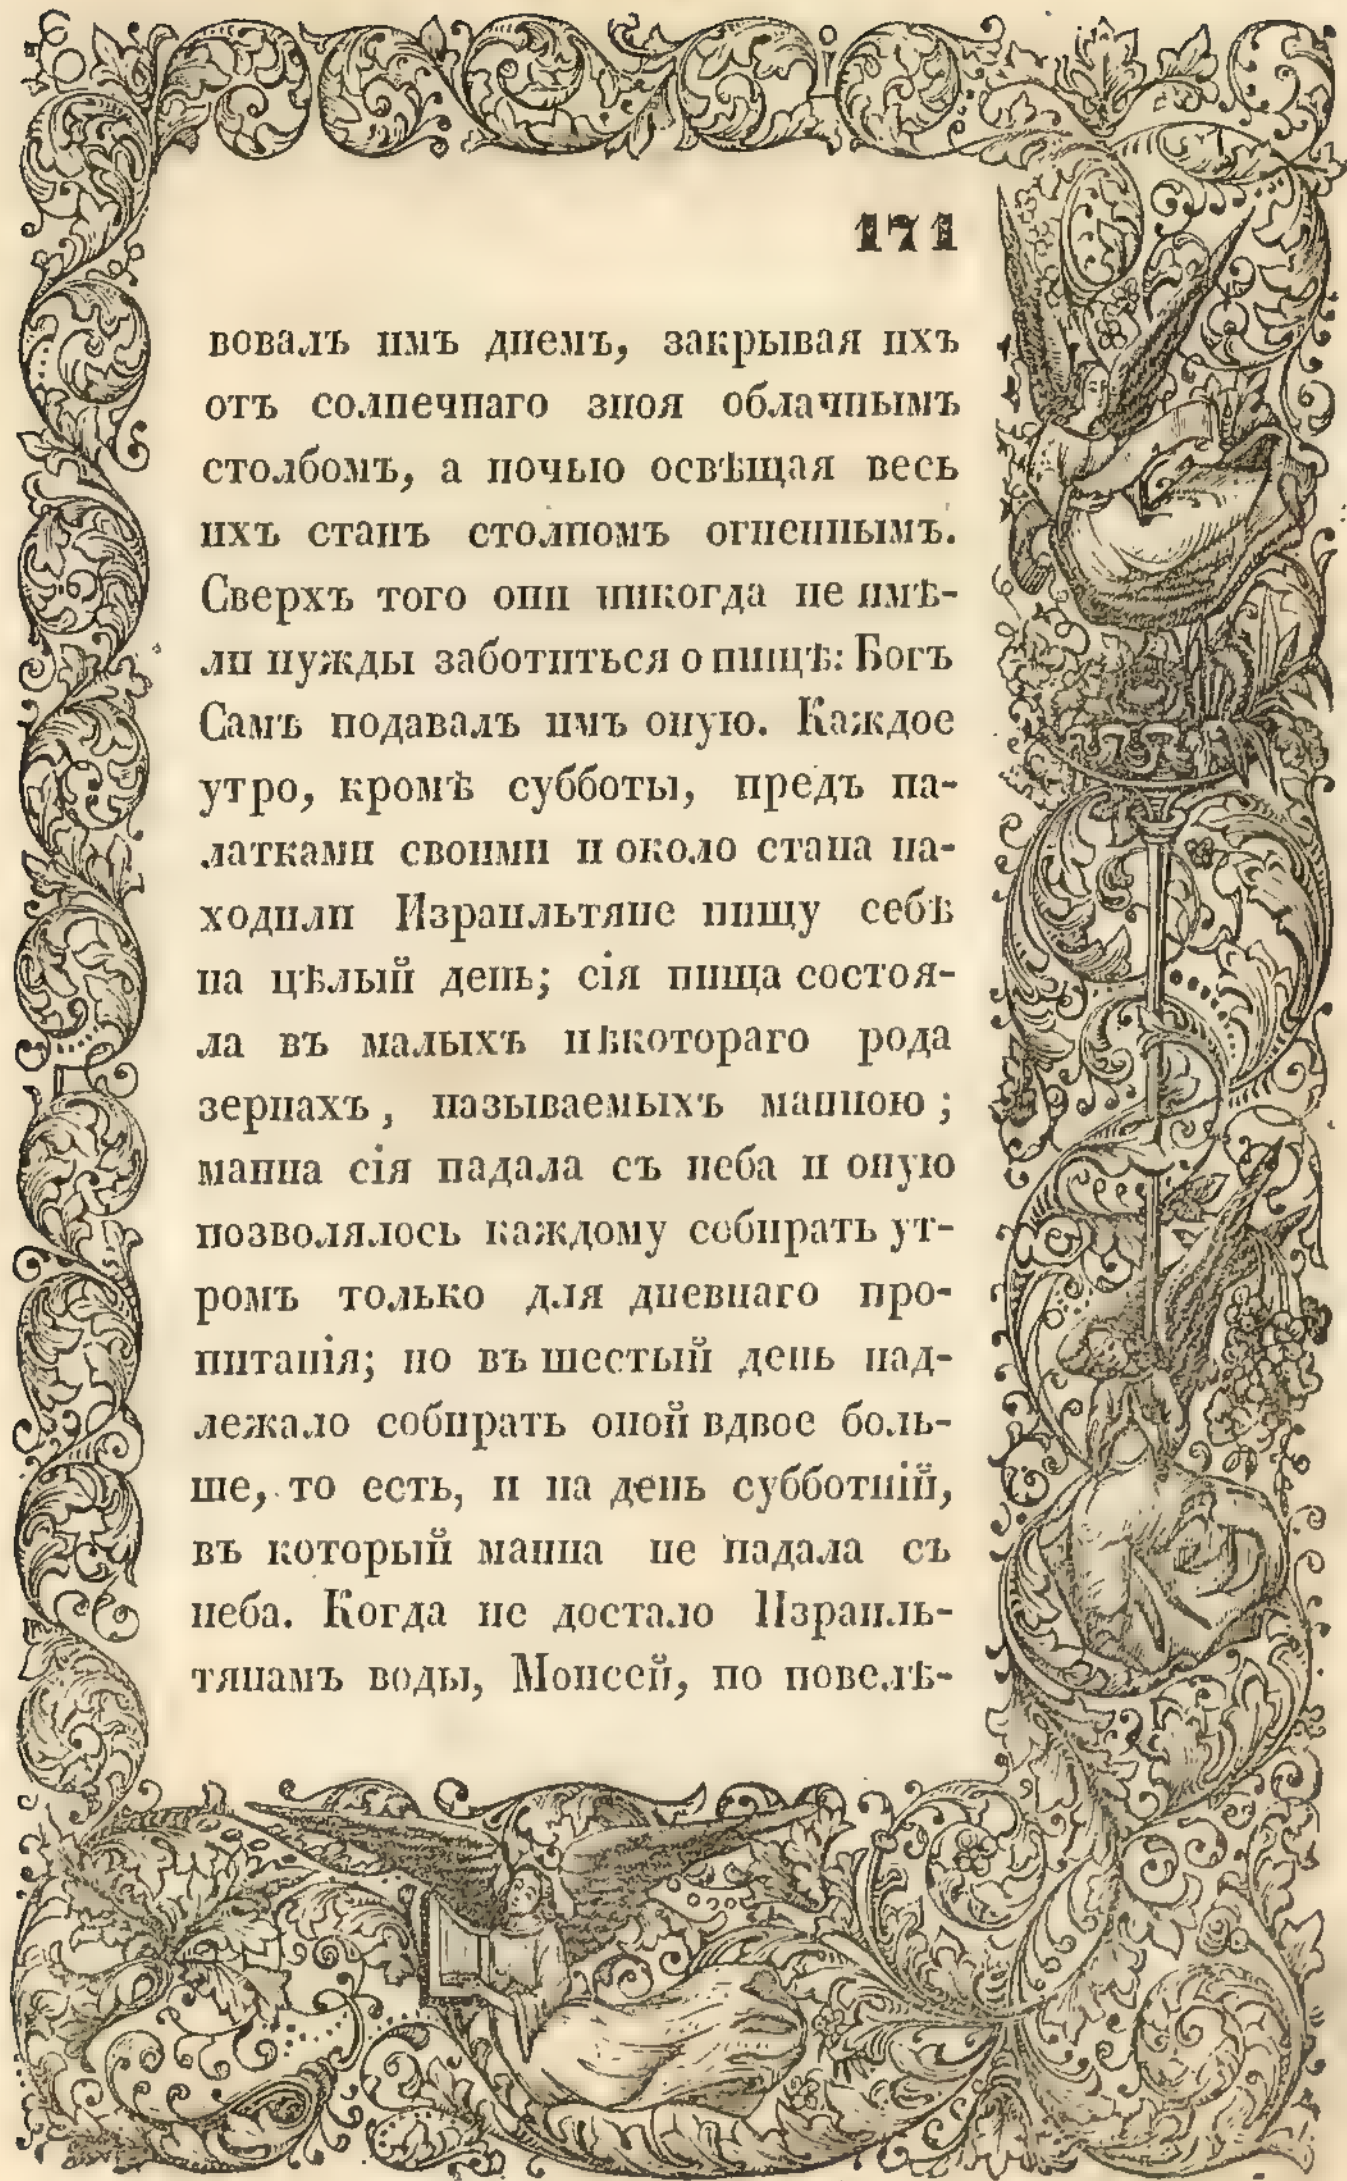 171
вовалъ имъ днемъ, закрывая ихъ
отъ солнечнаго зноя облачнымъ
столбомъ, а ночью освѣщая весь
ихъ станъ столпомъ огненнымъ.
Сверхъ того они никогда не имѣ-
ли нужды заботиться о пищѣ: Богъ
Самъ подавалъ имъ оную. Каждое
утро, кромѣ субботы, предъ па-
латками своими и около стана на-
ходили Израильтяне пищу себѣ
на цѣлый день; сія пища состоя-
ла въ малыхъ нѣкотораго рода
зернахъ, называемыхъ манною;
манна сія падала съ неба и оную
позволялось каждому собирать ут-
ромъ только для дневнаго про-
питанія; но въ шестый день над-
лежало собирать оной вдвое боль-
ше, то есть, и на день субботній,
въ который манна не падала съ
неба. Когда не достало Израиль-
тянамъ воды, Моисей, по повелѣ-